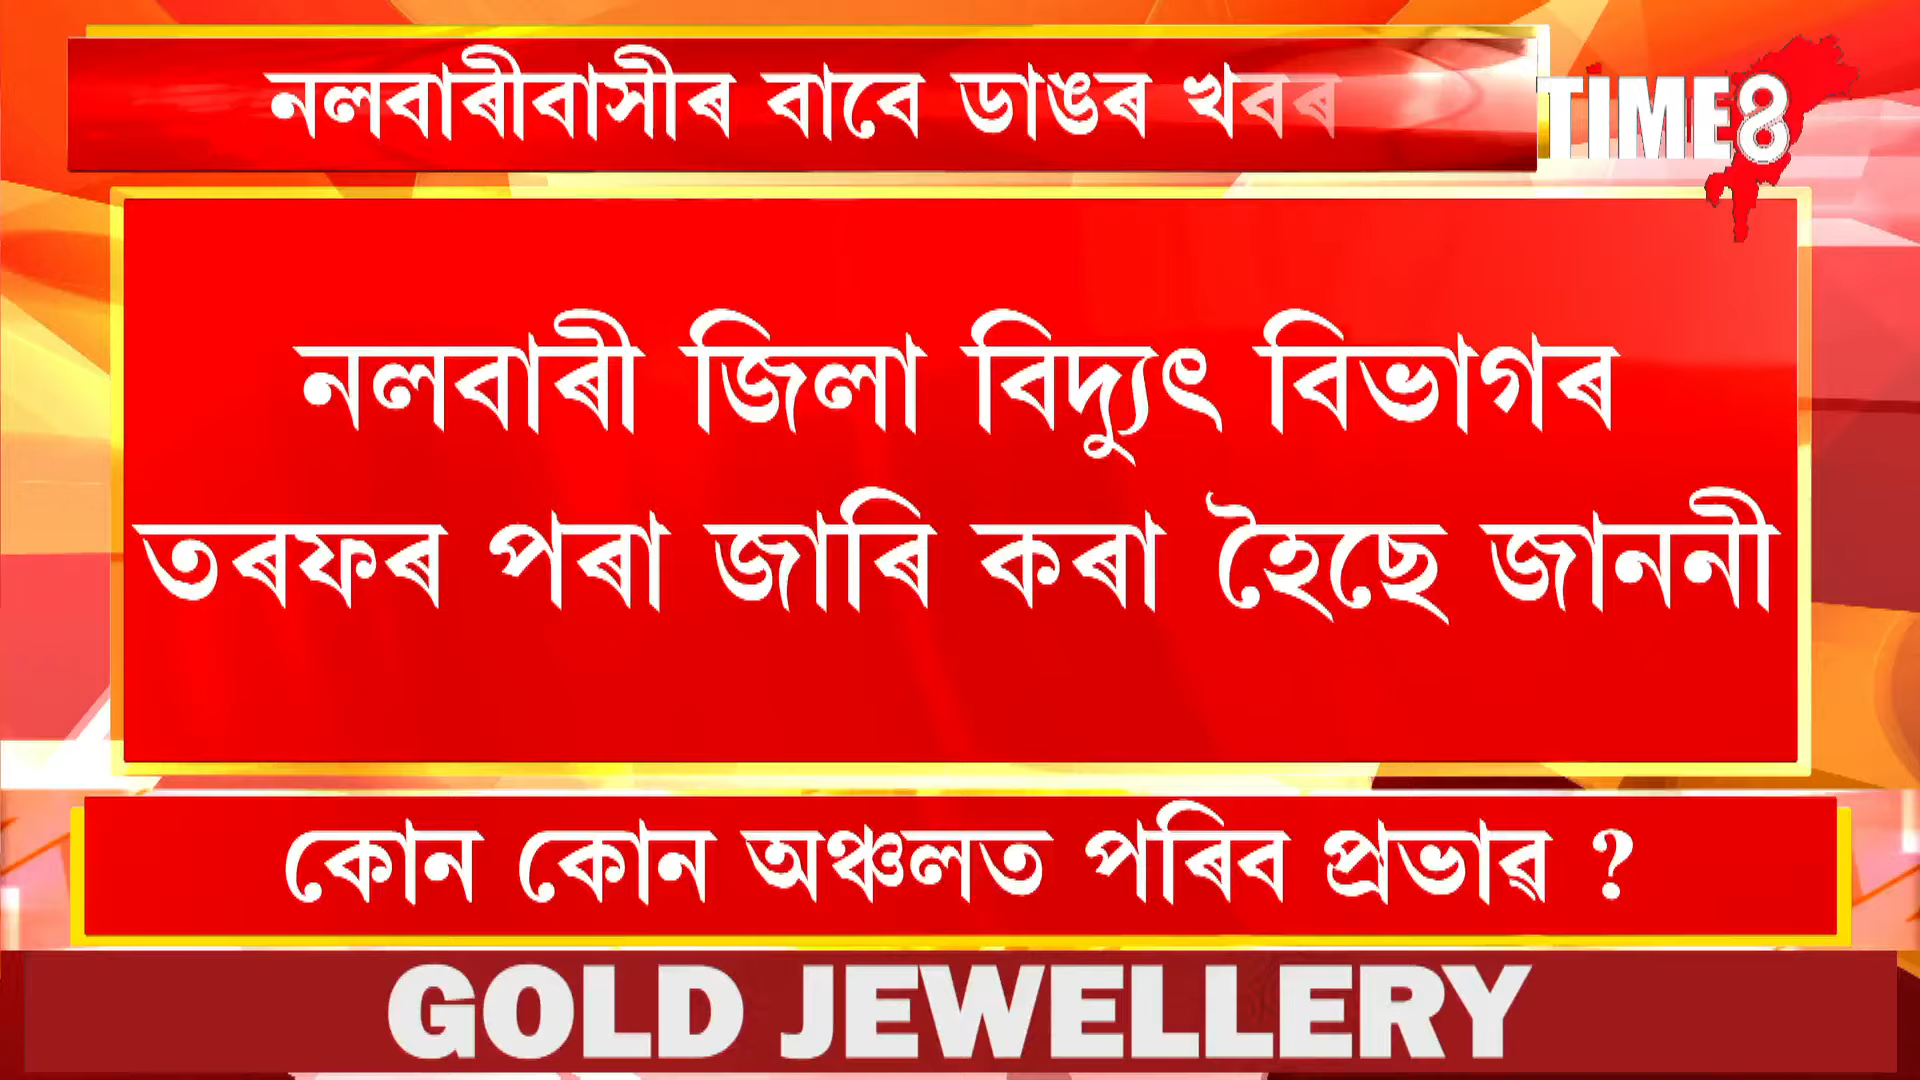 নলবাৰীবাসীৰ বাবে ডাঙৰ খবৰ
TIME8
নলবাৰী জিলা বিদ্যুৎ বিভাগৰ
তৰফৰ পৰা জাৰি কৰা হৈছে জাননী
কোন কোন অঞ্চলত পৰিব প্ৰভাৱ ?
GOLD JEWELLERY